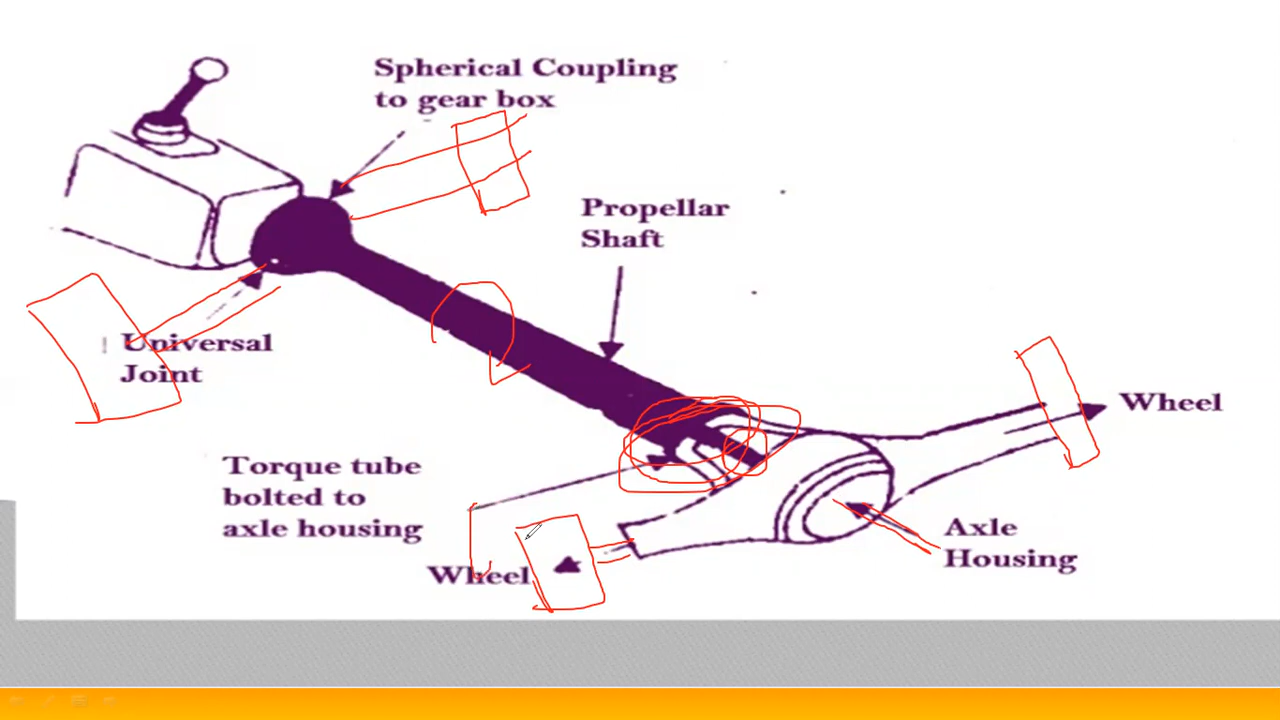 Spherical Coupling
to gear box
Propellar
Shaft
Universal
Joint
Wheel
Torque tube
bolted to
axle housing
Axle
Housing
Wheel